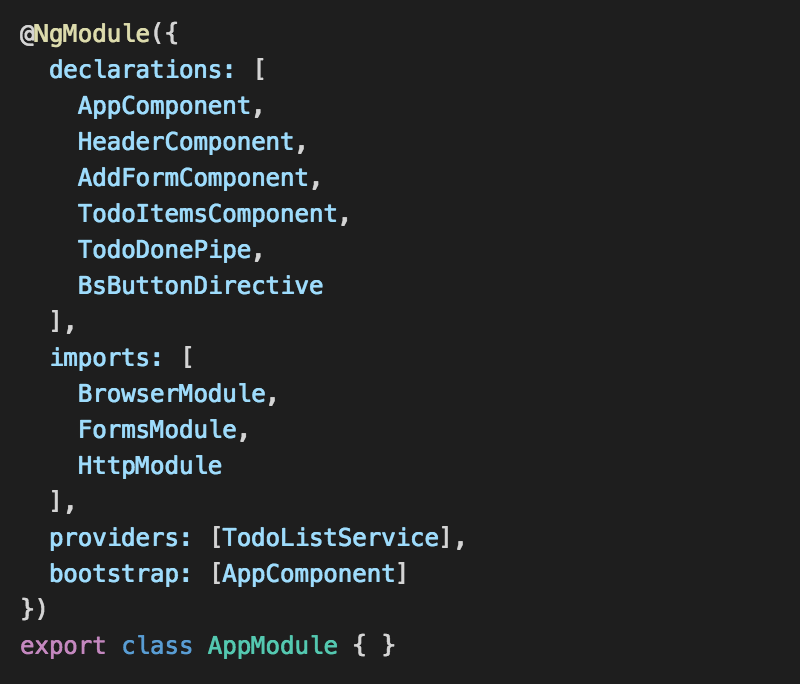 @NgModule({
  declarations: [
    AppComponent,
    HeaderComponent,
    AddFormComponent,
    TodoItemsComponent,
    TodoDonePipe,
    BsButtonDirective
  ],
  imports: [
    BrowserModule,
    FormsModule,
    HttpModule
  ],
  providers: [TodoListService],
  bootstrap: [AppComponent]
})
export class AppModule { }